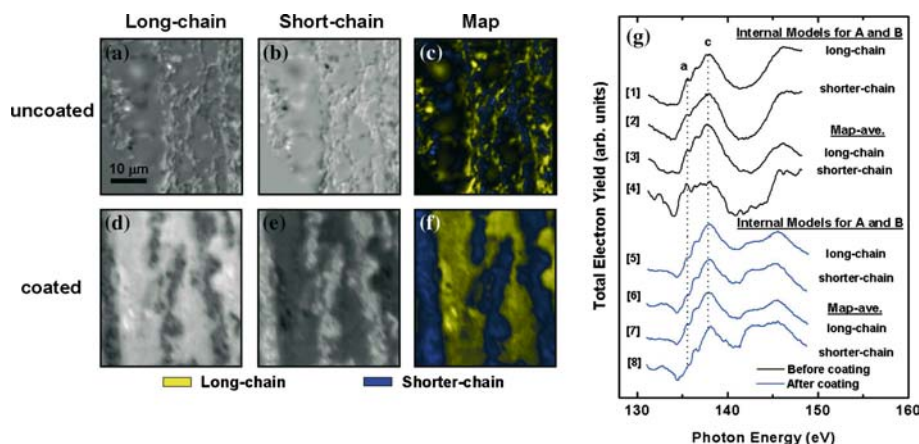 Long-chain Short-chain Map
uncoated
(a) (b) (c)
10 µm
coated
(d) (e) (f)
Long-chain Shorter-chain
(g)
a c
Internal Models for A and B
long-chain
[1]
shorter-chain
[2]
Map-ave.
long-chain
[3]
shorter-chain
[4]
Internal Models for A and B
[5]
long-chain
shorter-chain
[6]
Map-ave.
long-chain
[7]
shorter-chain
[8]
Before coating
After coating
130 140 150 160
Photon Energy (eV)
Total Electron Yield (arb. units)